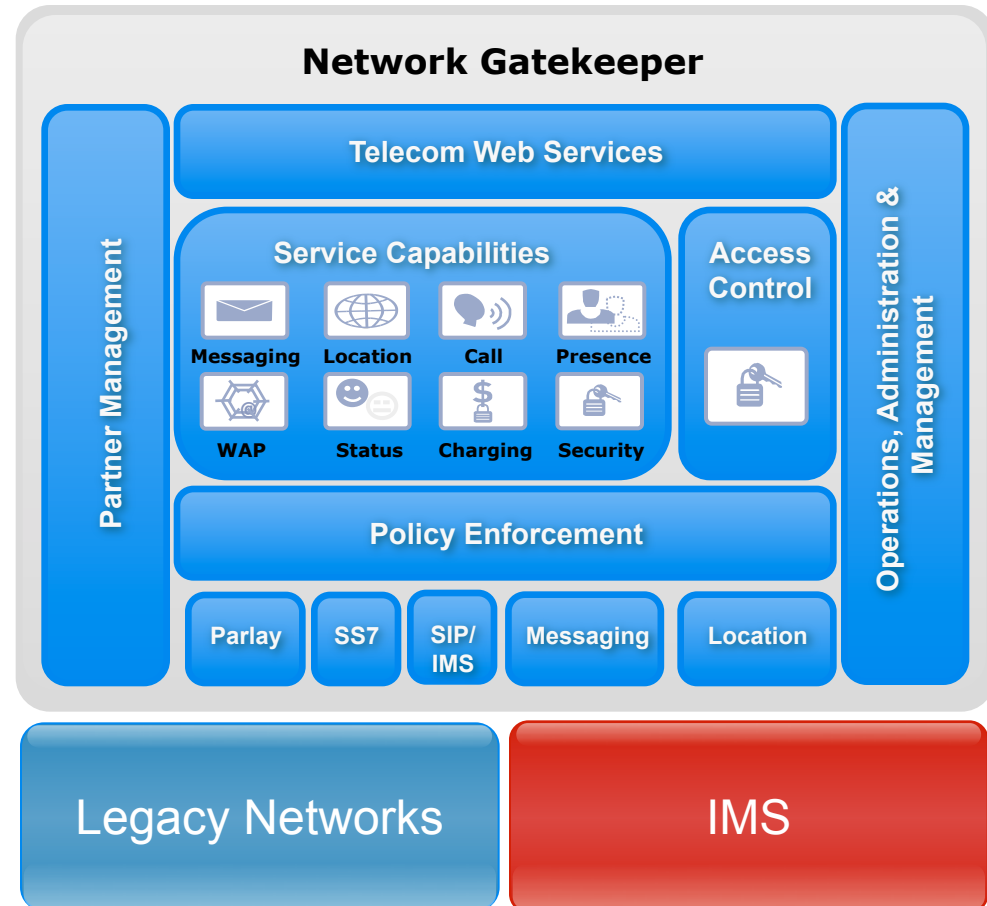 Network Gatekeeper
Telecom Web Services
Partner Management
Service Capabilities
Messaging
Location
Call
Presence
WAP
Status
Charging
Security
Access
Control
Operations, Administration &
Management
Policy Enforcement
Parlay
SS7
SIP/
IMS
Messaging
Location
Legacy Networks
IMS